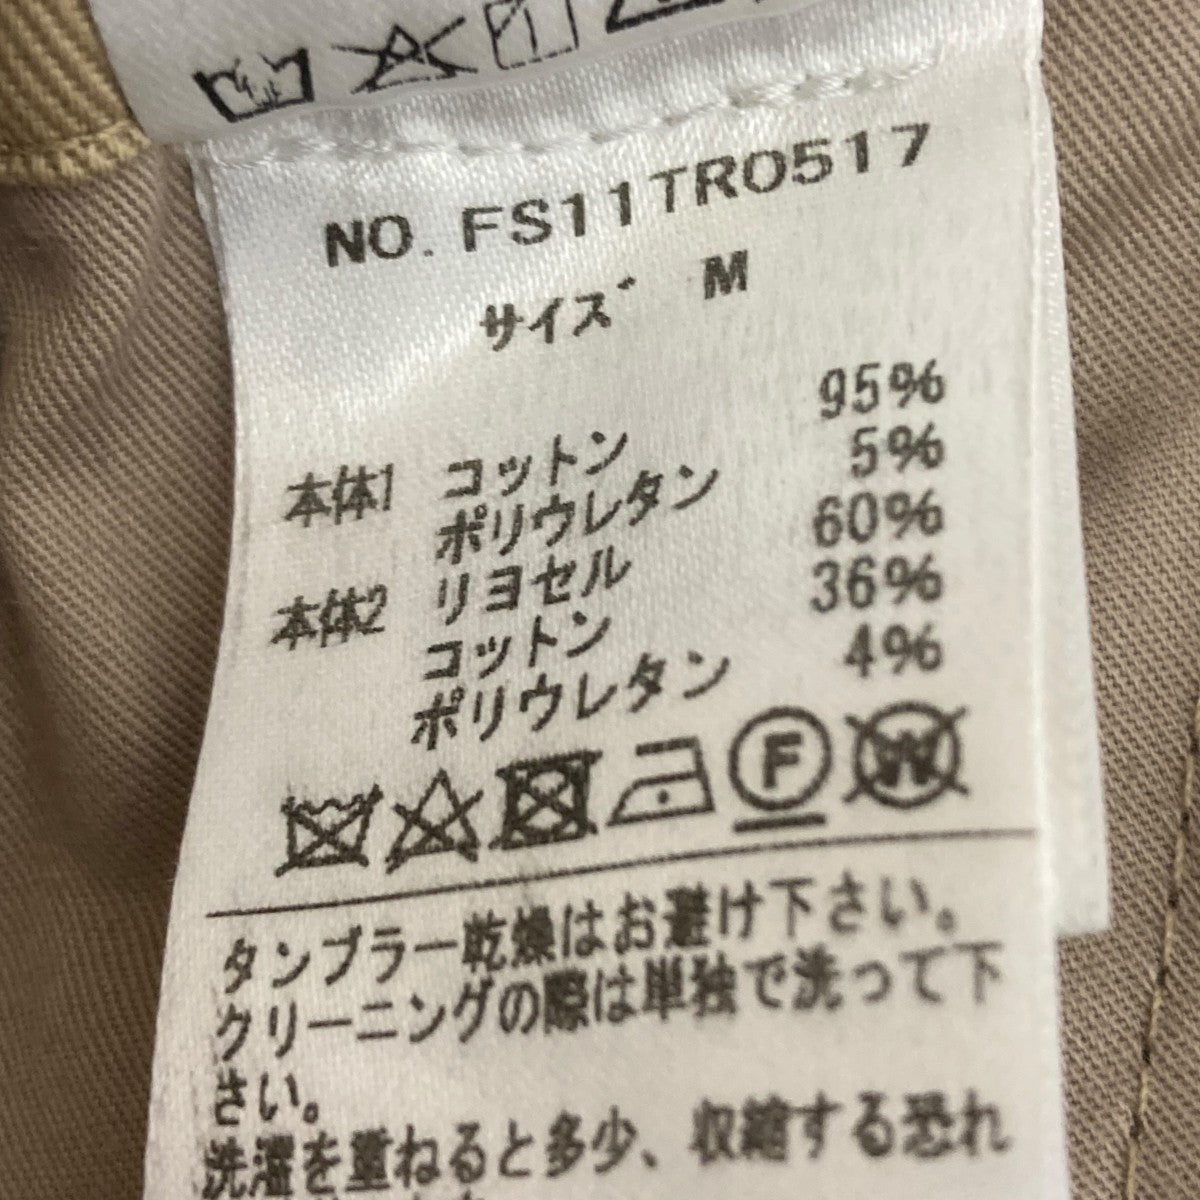 NO. FS11TR0517
サイズ M
本体1 コットン 95%
ポリウレタン 5%
本体2 リヨセル 60%
コットン 36%
ポリウレタン 4%
F W
タンブラー乾燥はお避け下さい。
クリーニングの際は単独で洗って下
さい。
洗濯を重ねると多少、収縮する恐れ